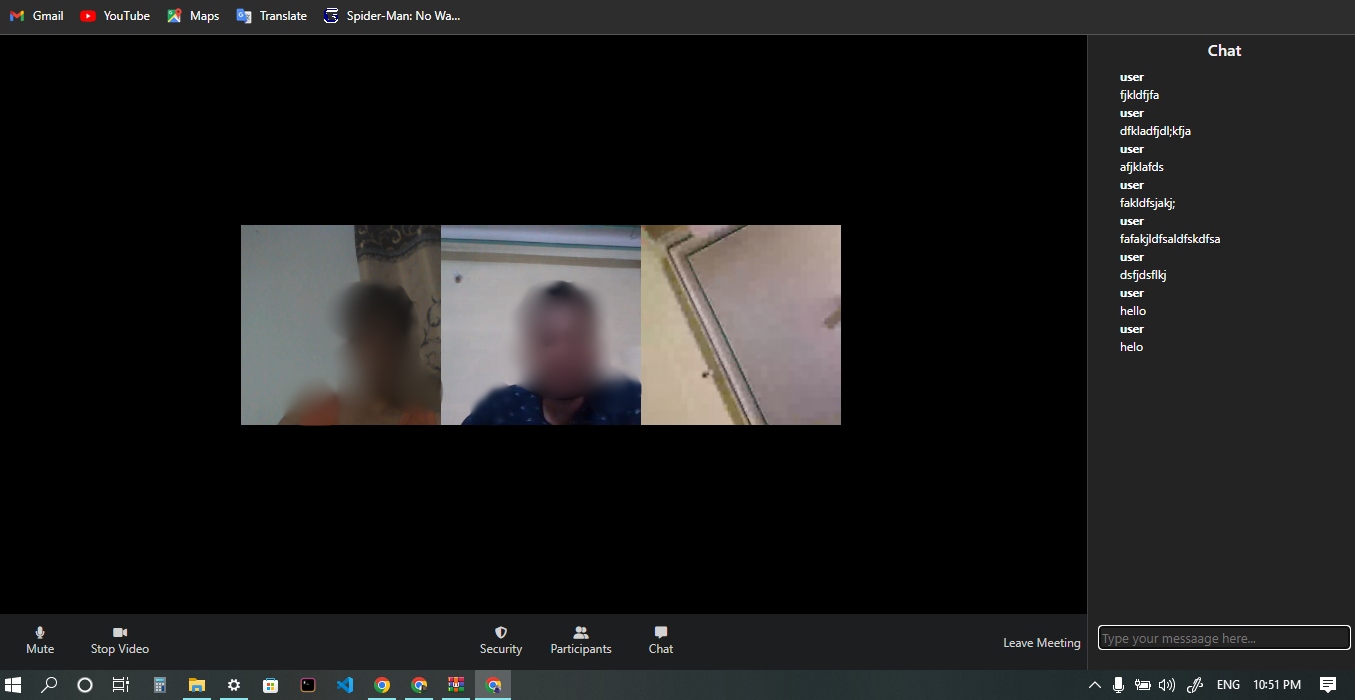 Gmail YouTube Maps Translate Spider-Man: No Wa...
Chat
user
fjkldfjfa
user
dfkladfjdl;kfja
user
afjklafds
user
fakldfsjakj;
user
fafakjldfsaldfskdfsa
user
dsfjdsflkj
user
hello
user
helo
Type your messaage here...
Mute Stop Video Security Participants Chat Leave Meeting
ENG 10:51 PM